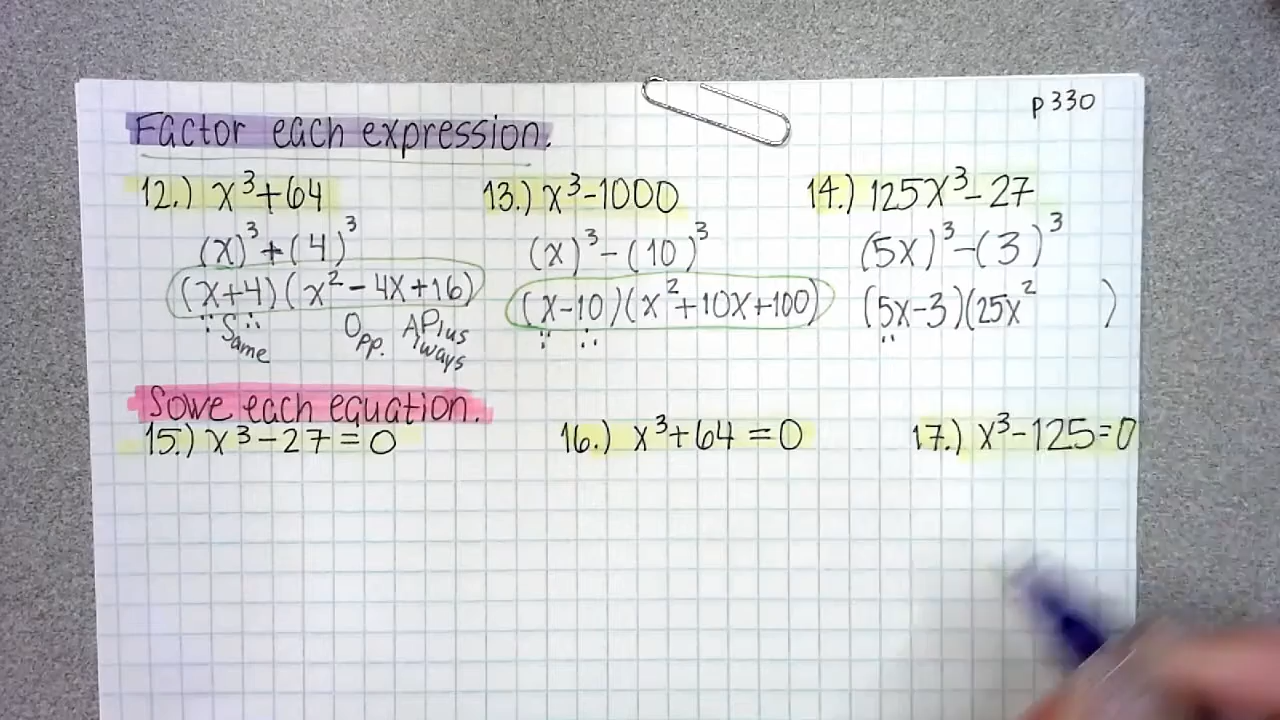 p330
Factor each expression.
12.) x³+64
(x)³+(4)³
(x+4)(x²-4x+16)
Same Opp. Always Plus
13.) x³-1000
(x)³-(10)³
(x-10)(x²+10x+100)
14.) 125x³-27
(5x)³-(3)³
(5x-3)(25x² )
Solve each equation.
15.) x³-27=0
16.) x³+64=0
17.) x³-125=0